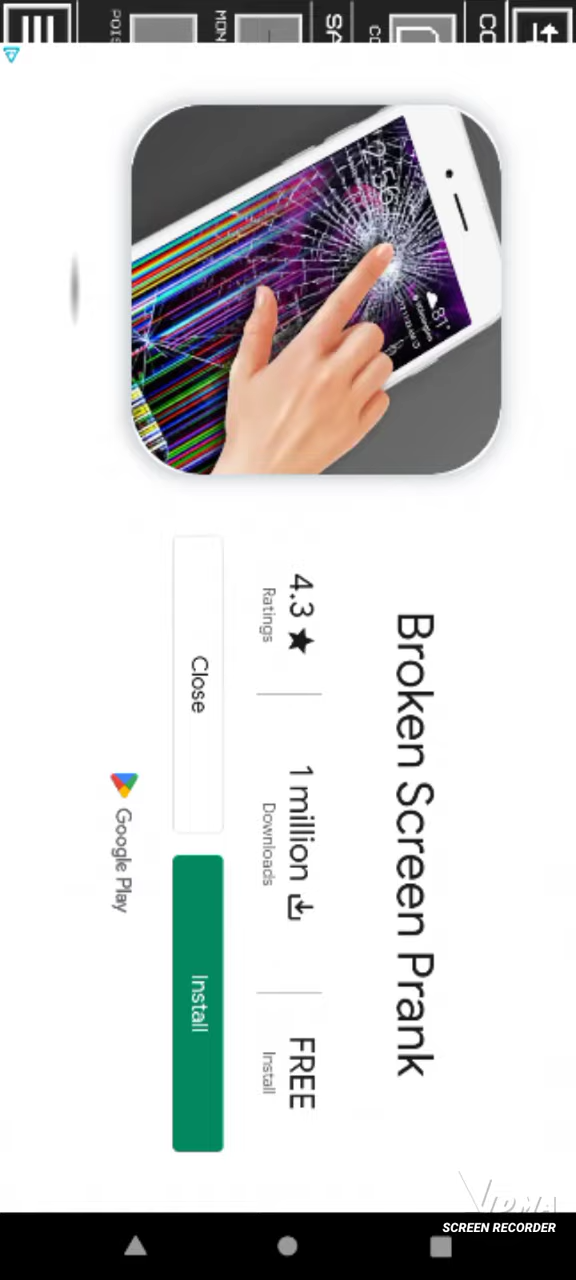 Broken Screen Prank
4.3 ★
Ratings
1 million
Downloads
FREE
Install
Close
Install
Google Play
SCREEN RECORDER